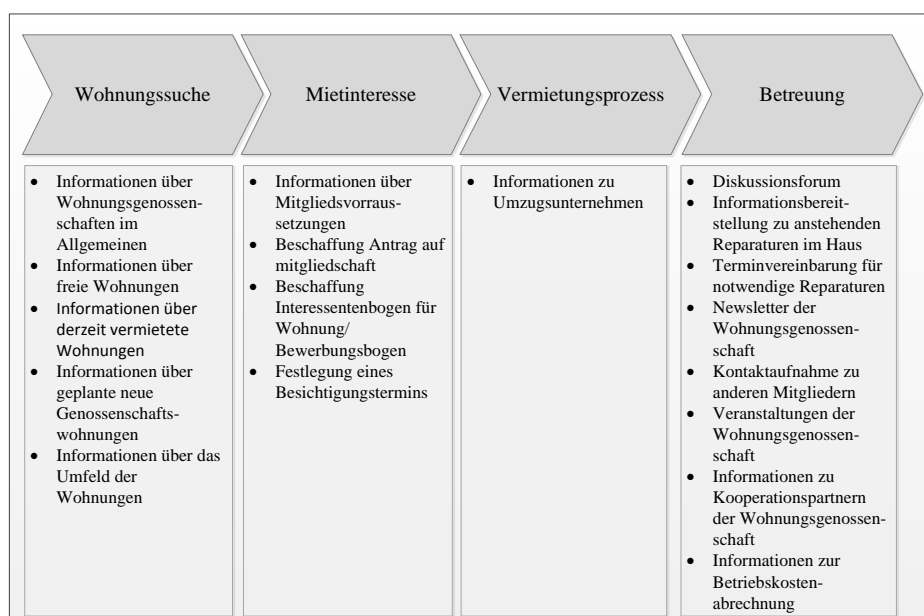 Wohnungssuche
Mietinteresse
Vermietungsprozess
Betreuung
• Informationen über
Wohnungsgenossen-
schaften im
Allgemeinen
• Informationen über
freie Wohnungen
• Informationen über
derzeit vermietete
Wohnungen
• Informationen über
geplante neue
Genossenschafts-
wohnungen
• Informationen über das
Umfeld der
Wohnungen
• Informationen über
Mitgliedsvorraus-
setzungen
• Beschaffung Antrag auf
mitgliedschaft
• Beschaffung
Interessentenbogen für
Wohnung/
Bewerbungsbogen
• Festlegung eines
Besichtigungstermins
• Informationen zu
Umzugsunternehmen
• Diskussionsforum
• Informationsbereit-
stellung zu anstehenden
Reparaturen im Haus
• Terminvereinbarung für
notwendige Reparaturen
• Newsletter der
Wohnungsgenossen-
schaft
• Kontaktaufnahme zu
anderen Mitgliedern
• Veranstaltungen der
Wohnungsgenossen-
schaft
• Informationen zu
Kooperationspartnern
der Wohnungsgenossen-
schaft
• Informationen zur
Betriebskosten-
abrechnung